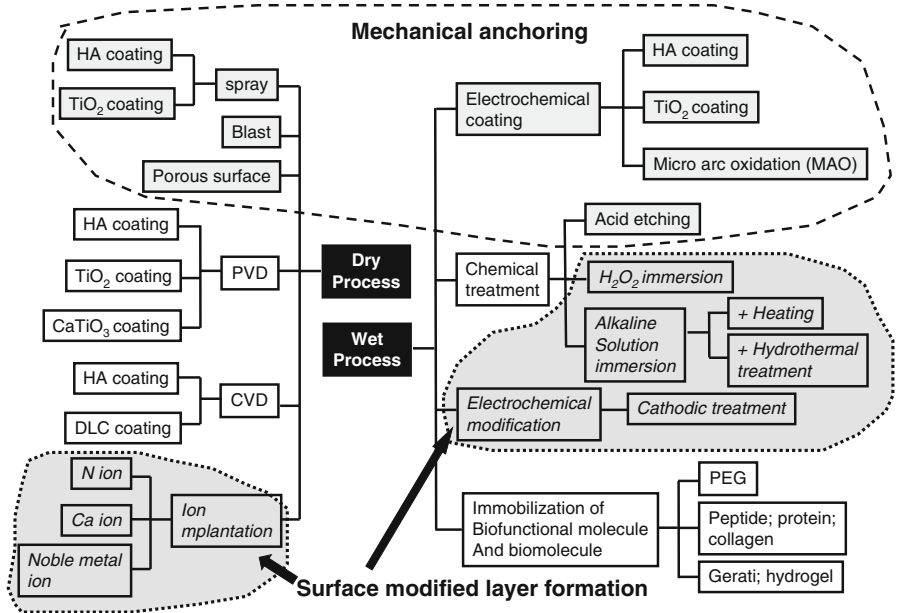 Mechanical anchoring
HA coating
TiO2 coating
spray
Blast
Porous surface
HA coating
TiO2 coating
CaTiO3 coating
PVD
HA coating
DLC coating
CVD
N ion
Ca ion
Noble metal
ion
Ion
mplantation
Dry
Process
Wet
Process
Electrochemical
coating
HA coating
TiO2 coating
Micro arc oxidation (MAO)
Chemical
treatment
Acid etching
H2O2 immersion
Alkaline
Solution
immersion
+ Heating
+ Hydrothermal
treatment
Electrochemical
modification
Cathodic treatment
Immobilization of
Biofunctional molecule
And biomolecule
PEG
Peptide; protein;
collagen
Gerati; hydrogel
Surface modified layer formation